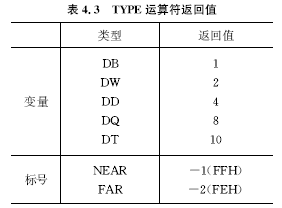 表 4.3 TYPE 运算符返回值
类型 返回值
变量
DB 1
DW 2
DD 4
DQ 8
DT 10
标号
NEAR －1(FFH)
FAR －2(FEH)